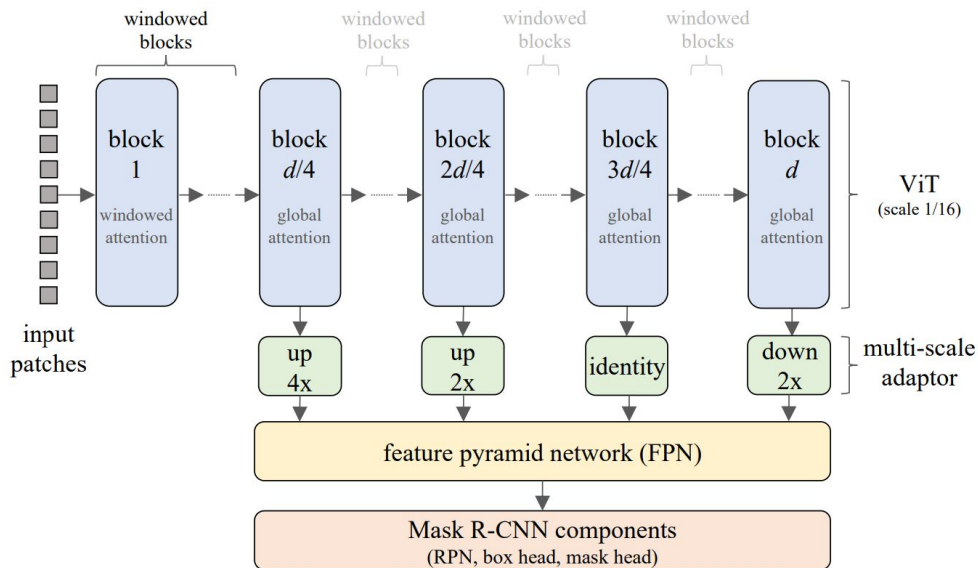 windowed
blocks
windowed
blocks
windowed
blocks
windowed
blocks
block
1
windowed
attention
block
d/4
global
attention
block
2d/4
global
attention
block
3d/4
global
attention
block
d
global
attention
ViT
(scale 1/16)
input
patches
up
4x
up
2x
identity
down
2x
multi-scale
adaptor
feature pyramid network (FPN)
Mask R-CNN components
(RPN, box head, mask head)